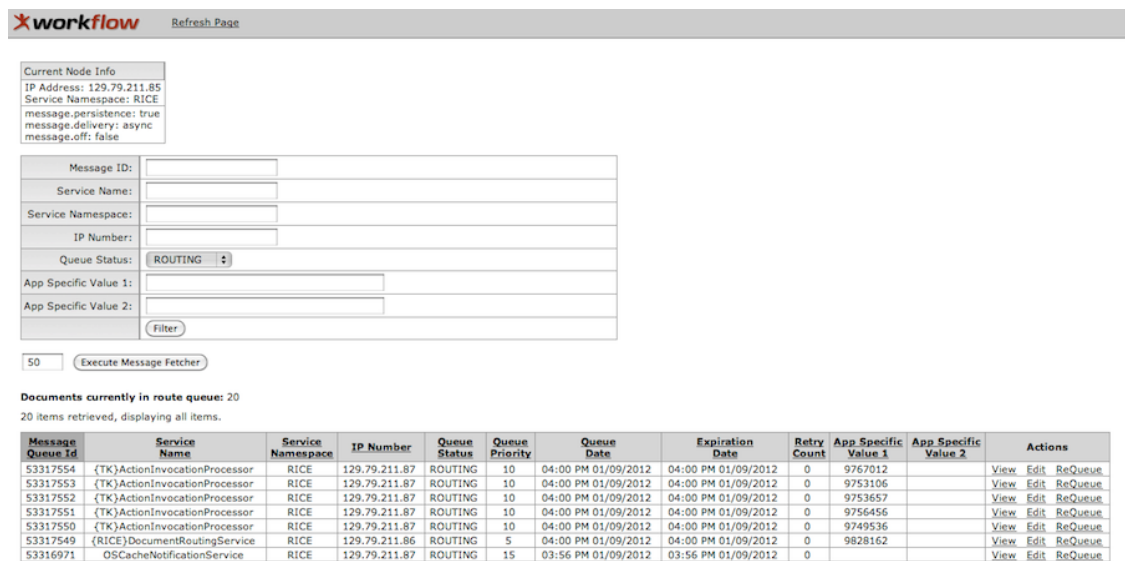 workflow Refresh Page
Current Node Info
IP Address: 129.79.211.85
Service Namespace: RICE
message.persistence: true
message.delivery: async
message.off: false
Message ID:
Service Name:
Service Namespace:
IP Number:
Queue Status: ROUTING
App Specific Value 1:
App Specific Value 2:
Filter
50 Execute Message Fetcher
Documents currently in route queue: 20
20 items retrieved, displaying all items.
Message Queue Id Service Name Service Namespace IP Number Queue Status Queue Priority Queue Date Expiration Date Retry Count App Specific Value 1 App Specific Value 2 Actions
53317554 {TK}ActionInvocationProcessor RICE 129.79.211.87 ROUTING 10 04:00 PM 01/09/2012 04:00 PM 01/09/2012 0 9767012 View Edit ReQueue
53317553 {TK}ActionInvocationProcessor RICE 129.79.211.87 ROUTING 10 04:00 PM 01/09/2012 04:00 PM 01/09/2012 0 9753106 View Edit ReQueue
53317552 {TK}ActionInvocationProcessor RICE 129.79.211.87 ROUTING 10 04:00 PM 01/09/2012 04:00 PM 01/09/2012 0 9753657 View Edit ReQueue
53317551 {TK}ActionInvocationProcessor RICE 129.79.211.87 ROUTING 10 04:00 PM 01/09/2012 04:00 PM 01/09/2012 0 9756456 View Edit ReQueue
53317550 {TK}ActionInvocationProcessor RICE 129.79.211.87 ROUTING 10 04:00 PM 01/09/2012 04:00 PM 01/09/2012 0 9749536 View Edit ReQueue
53317549 {RICE}DocumentRoutingService RICE 129.79.211.86 ROUTING 5 04:00 PM 01/09/2012 04:00 PM 01/09/2012 0 9828162 View Edit ReQueue
53316971 OSCacheNotificationService RICE 129.79.211.87 ROUTING 15 03:56 PM 01/09/2012 03:56 PM 01/09/2012 0 View Edit ReQueue